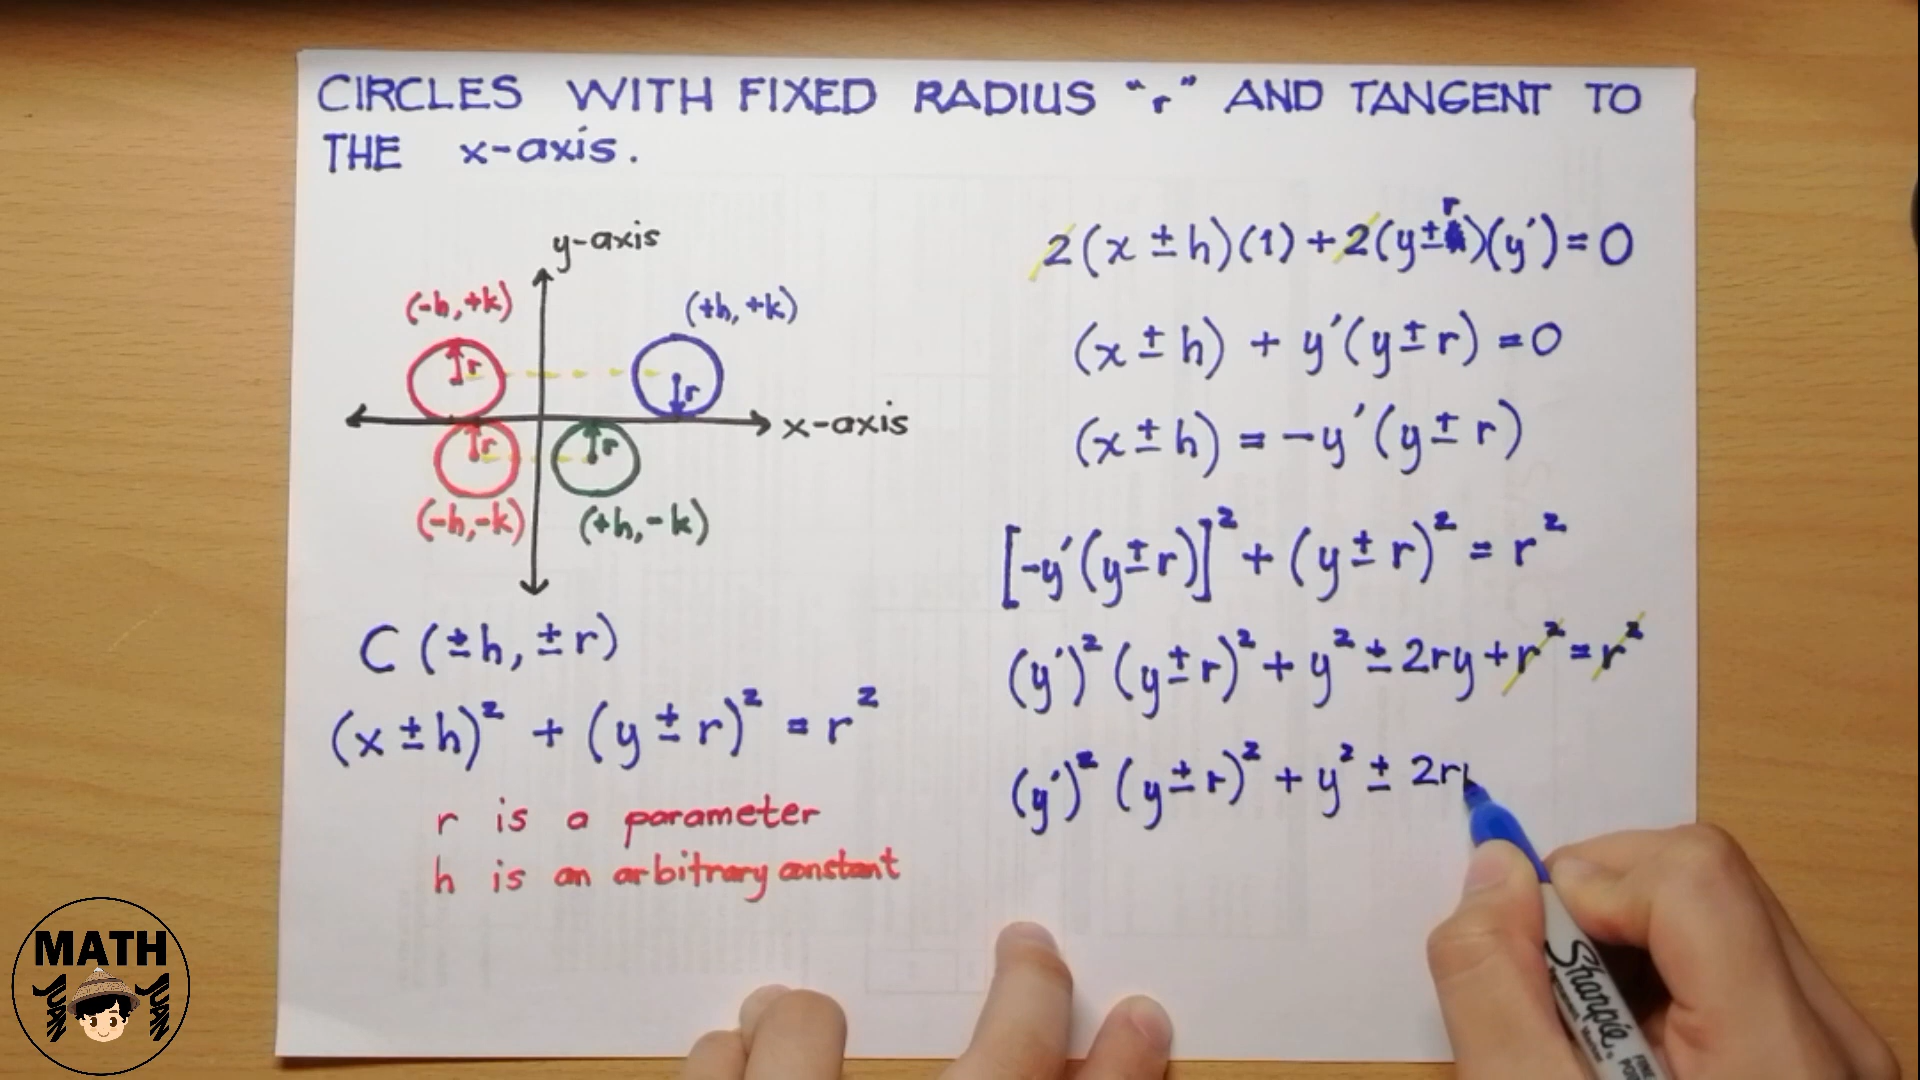 CIRCLES WITH FIXED RADIUS "r" AND TANGENT TO
THE x-axis.
y-axis
(-h,+k)
(+h,+k)
r
r
x-axis
r
r
(-h,-k)
(+h,-k)
C (±h, ±r)
(x ± h)² + (y ± r)² = r²
r is a parameter
h is an arbitrary constant
2(x ± h)(1) + 2(y ± r)(y') = 0
(x ± h) + y'(y ± r) = 0
(x ± h) = -y'(y ± r)
[-y'(y ± r)]² + (y ± r)² = r²
(y')² (y ± r)² + y² ± 2ry + r² = r²
(y')² (y ± r)² + y² ± 2r
MATH
YUAN
YUAN
Sharpie